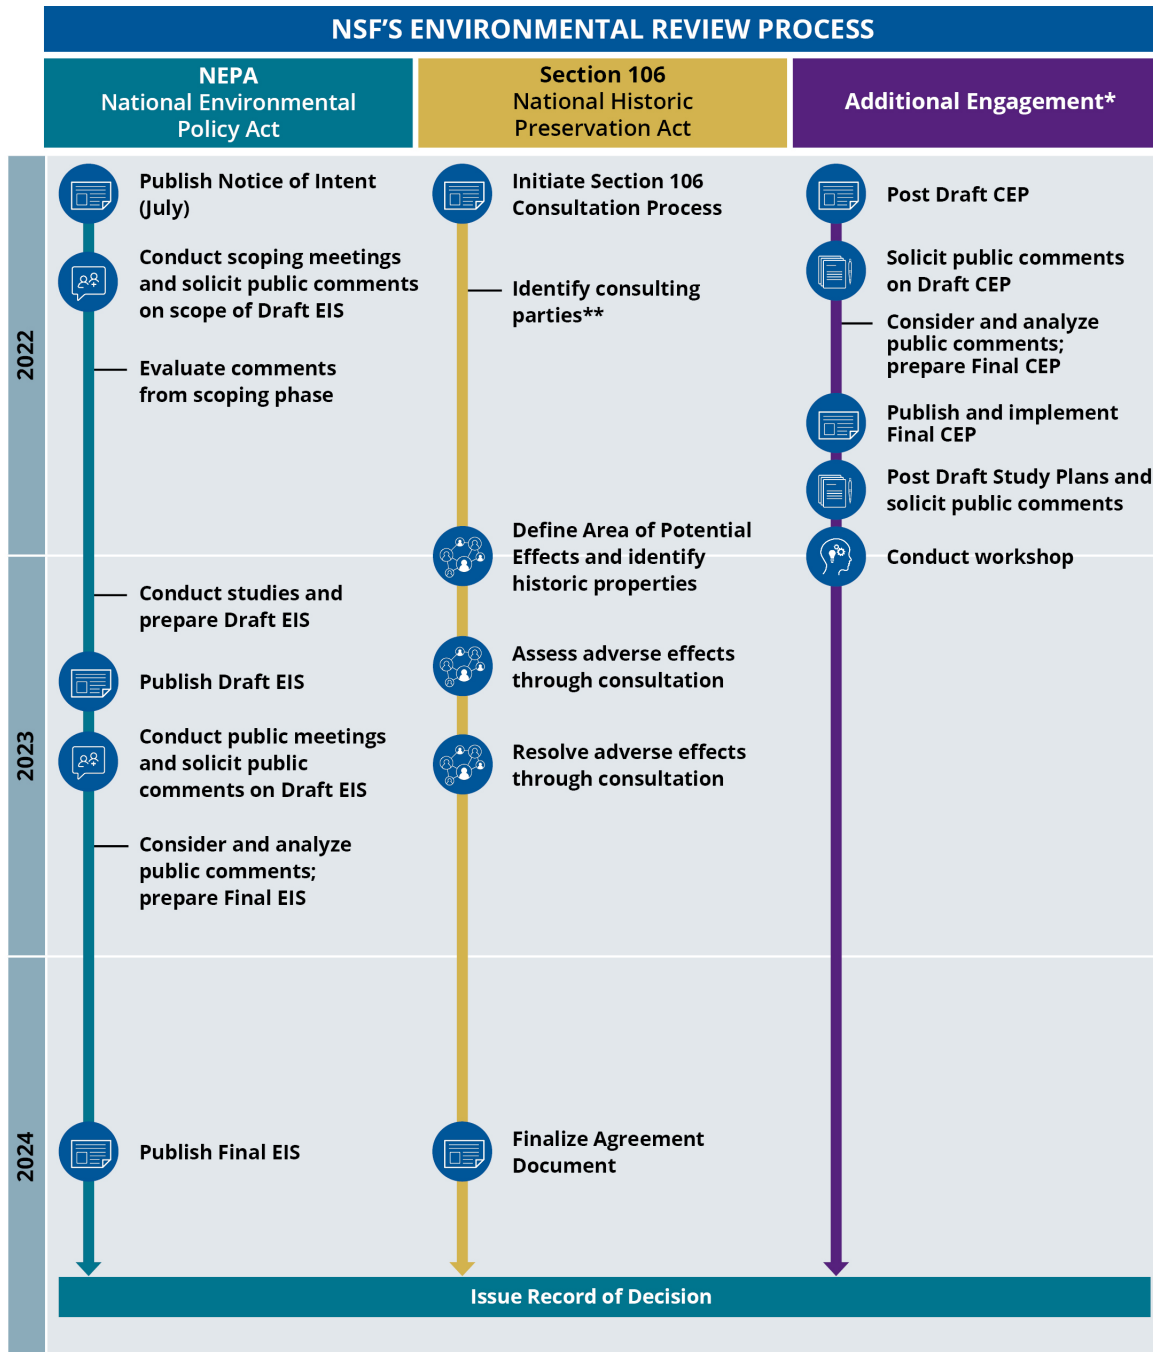 NSF'S ENVIRONMENTAL REVIEW PROCESS
NEPA
National Environmental
Policy Act
Section 106
National Historic
Preservation Act
Additional Engagement*
2022
Publish Notice of Intent
(July)
Conduct scoping meetings
and solicit public comments
on scope of Draft EIS
Evaluate comments
from scoping phase
Initiate Section 106
Consultation Process
Identify consulting
parties**
Define Area of Potential
Effects and identify
historic properties
Post Draft CEP
Solicit public comments
on Draft CEP
Consider and analyze
public comments;
prepare Final CEP
Publish and implement
Final CEP
Post Draft Study Plans and
solicit public comments
Conduct workshop
2023
Conduct studies and
prepare Draft EIS
Publish Draft EIS
Conduct public meetings
and solicit public
comments on Draft EIS
Consider and analyze
public comments;
prepare Final EIS
Assess adverse effects
through consultation
Resolve adverse effects
through consultation
2024
Publish Final EIS
Finalize Agreement
Document
Issue Record of Decision